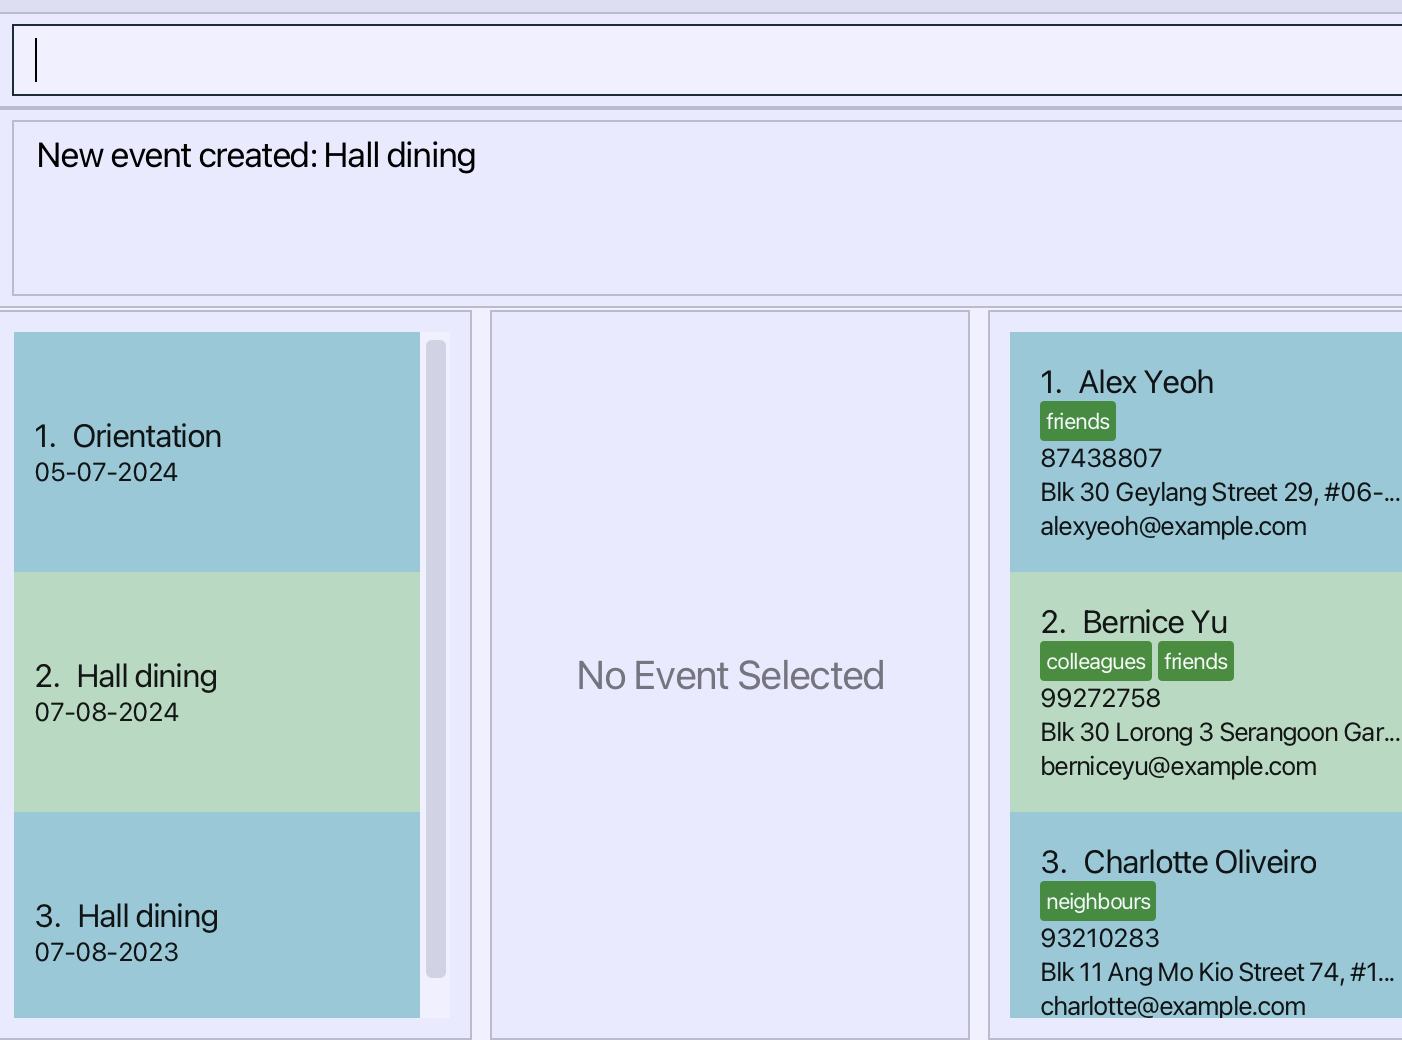 New event created: Hall dining
1. Orientation
05-07-2024
2. Hall dining
07-08-2024
3. Hall dining
07-08-2023
No Event Selected
1. Alex Yeoh
friends
87438807
Blk 30 Geylang Street 29, #06-...
alexyeoh@example.com
2. Bernice Yu
colleagues friends
99272758
Blk 30 Lorong 3 Serangoon Gar...
berniceyu@example.com
3. Charlotte Oliveiro
neighbours
93210283
Blk 11 Ang Mo Kio Street 74, #1...
charlotte@example.com